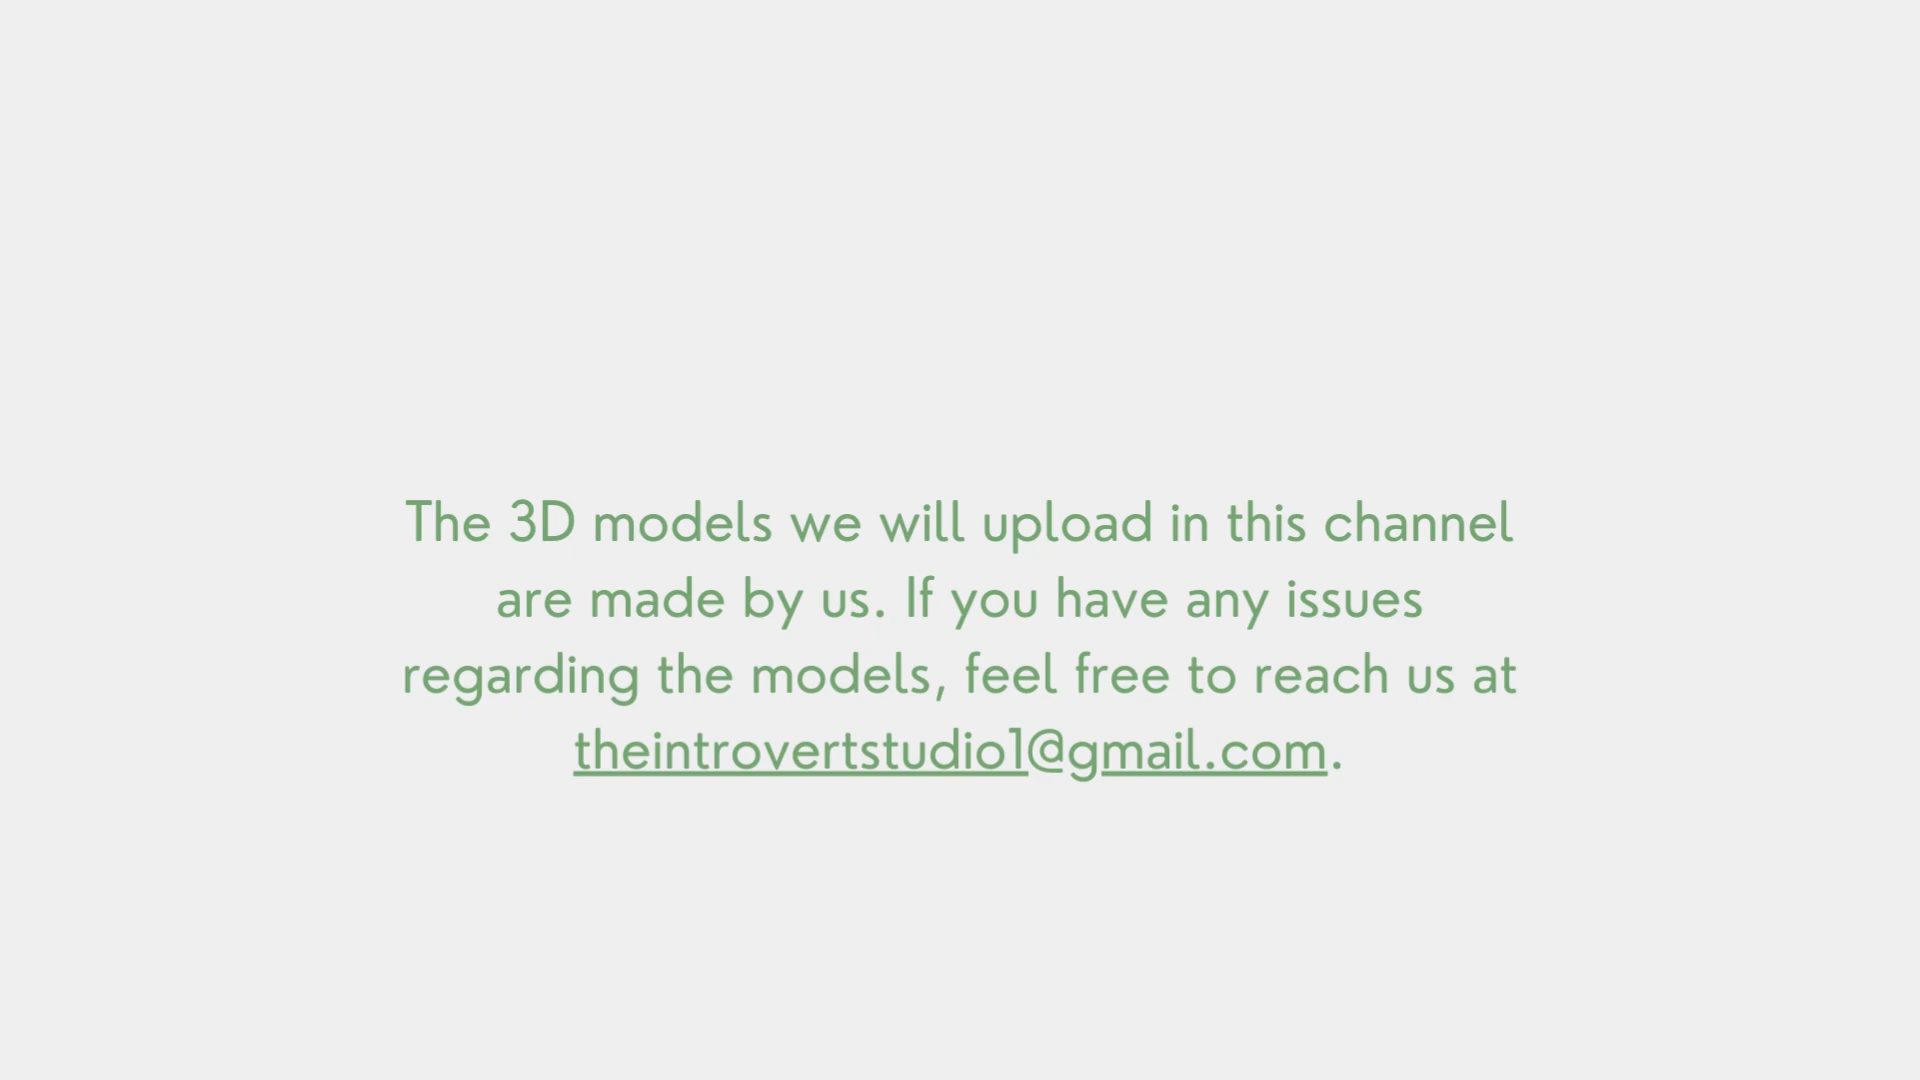 The 3D models we will upload in this channel
are made by us. If you have any issues
regarding the models, feel free to reach us at
theintrovertstudio1@gmail.com.